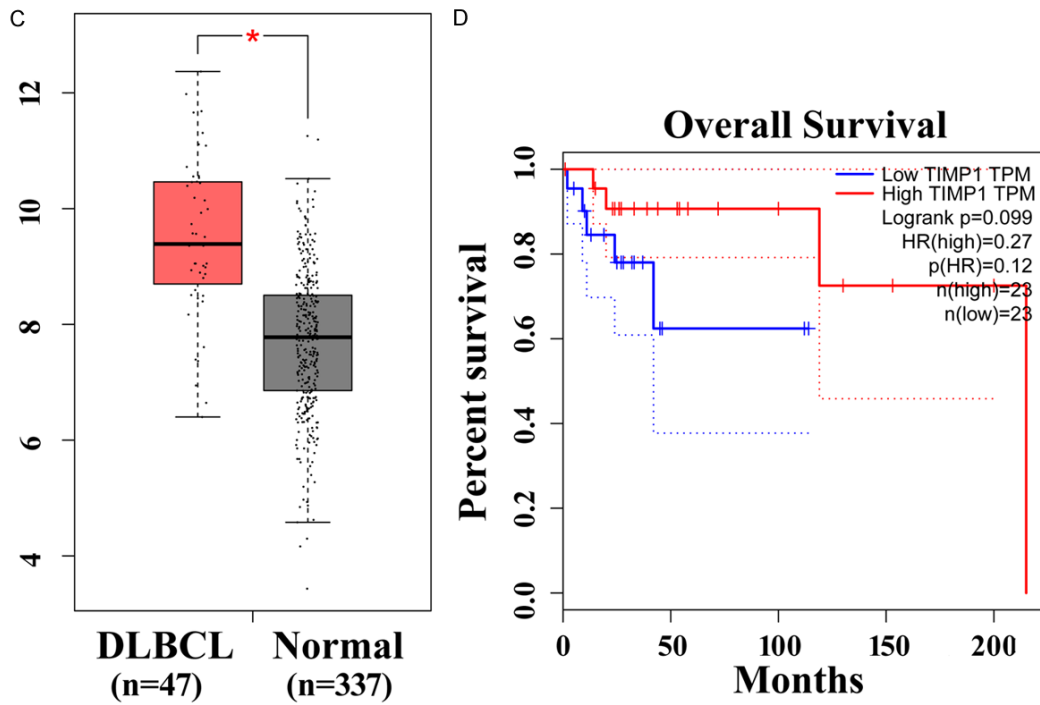 C
12
10
8
6
4
*
DLBCL
(n=47)
Normal
(n=337)
D
Overall Survival
Percent survival
1.0
0.8
0.6
0.4
0.2
0.0
Low TIMP1 TPM
High TIMP1 TPM
Logrank p=0.099
HR(high)=0.27
p(HR)=0.12
n(high)=23
n(low)=23
0 50 100 150 200
Months